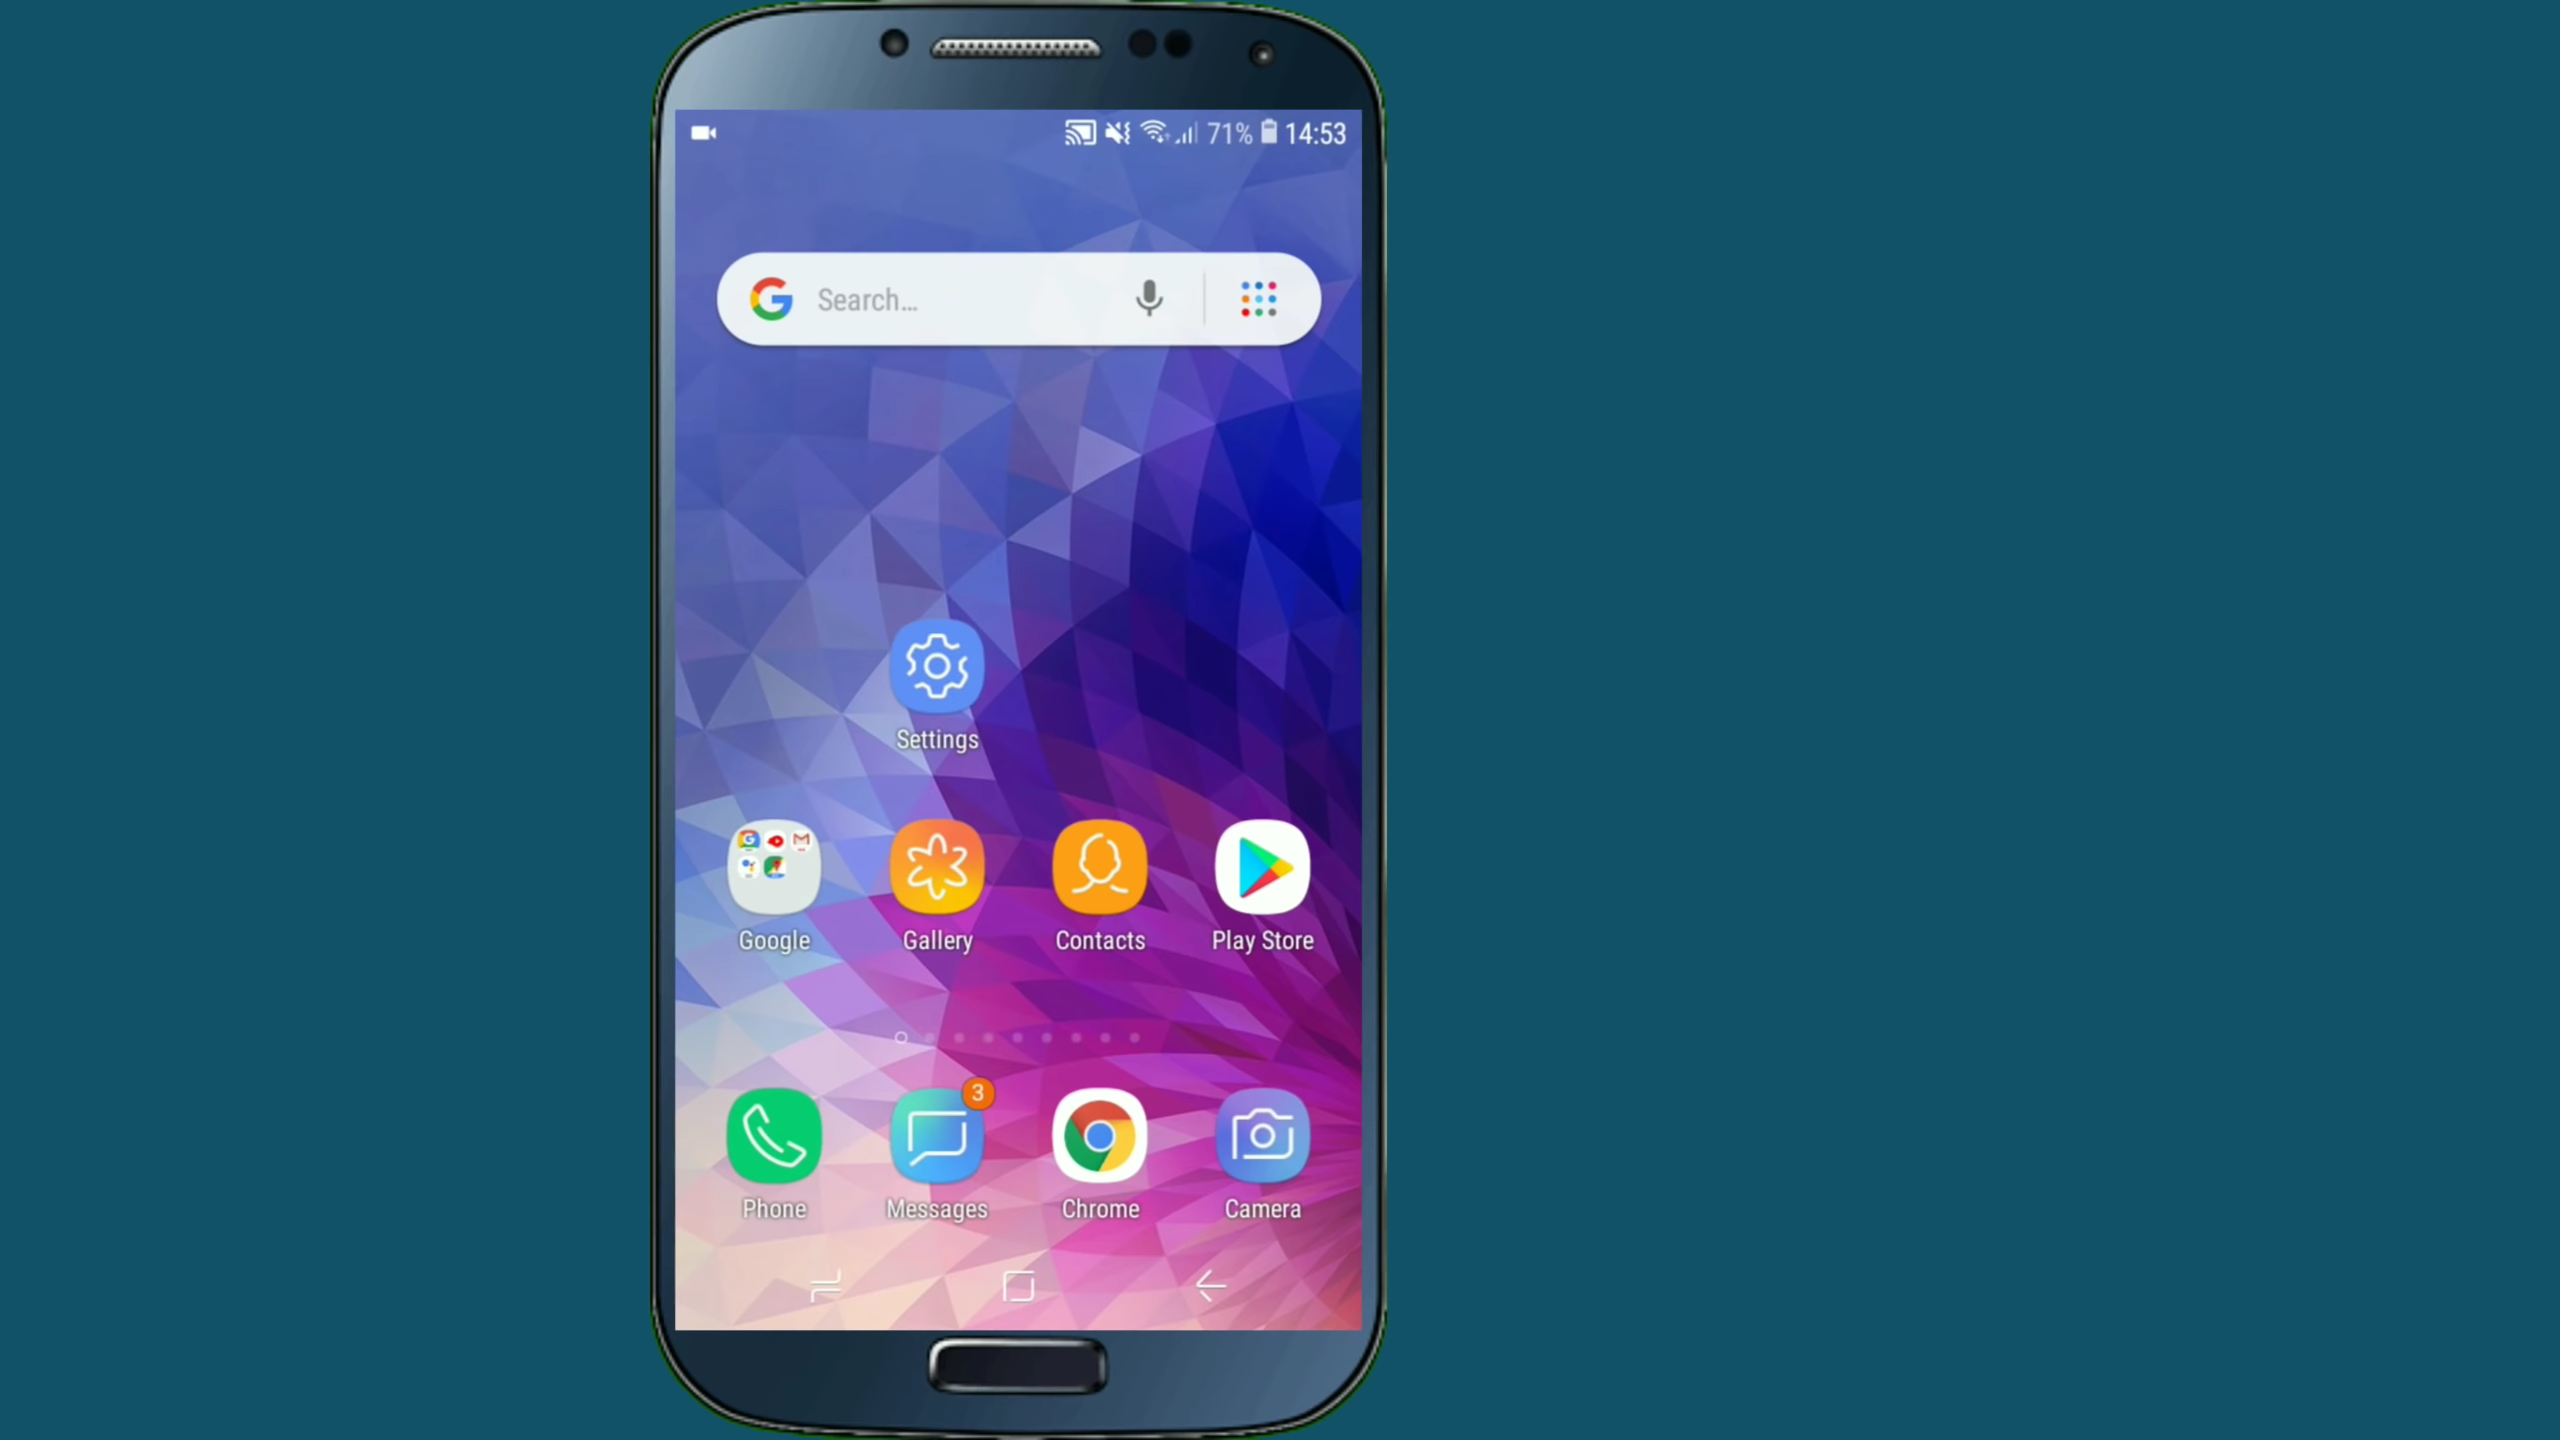 71% 14:53
Search...
Settings
Google Gallery Contacts Play Store
3
Phone Messages Chrome Camera